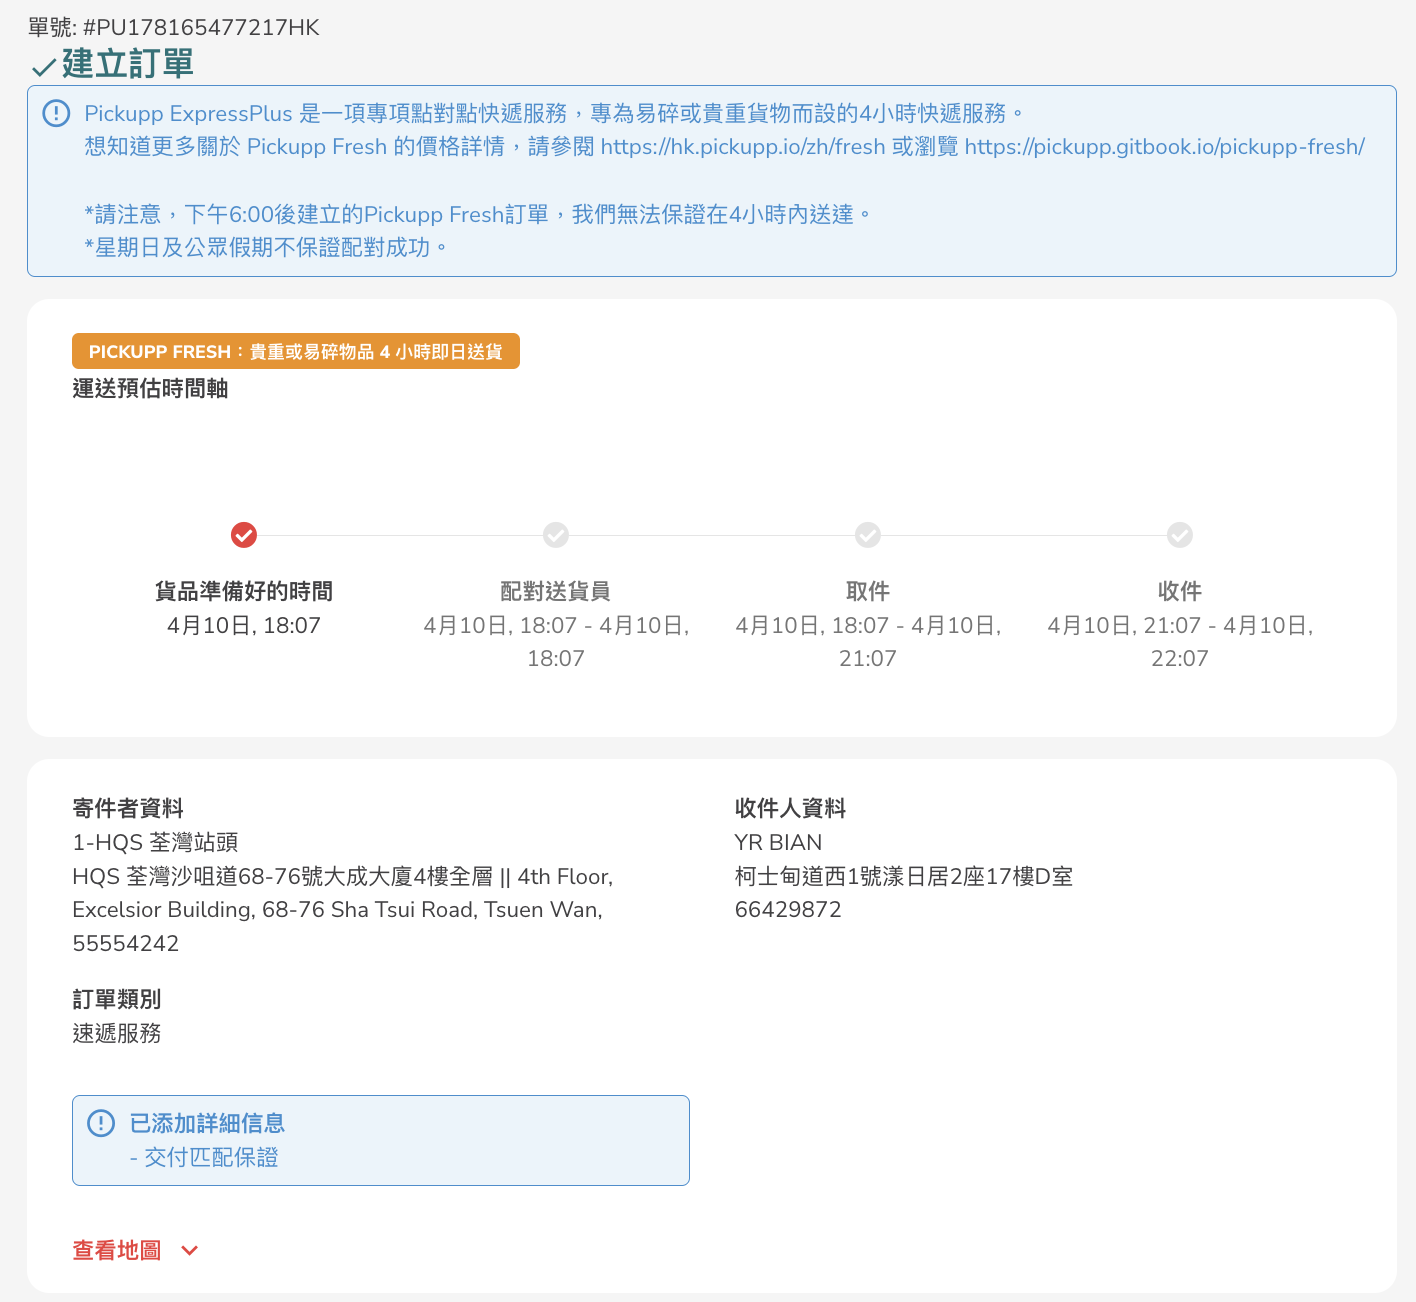 單號: #PU178165477217HK
建立訂單
Pickupp ExpressPlus 是一項專項點對點快遞服務，專為易碎或貴重貨物而設的4小時快遞服務。
想知道更多關於 Pickupp Fresh 的價格詳情，請參閱 https://hk.pickupp.io/zh/fresh 或瀏覽 https://pickupp.gitbook.io/pickupp-fresh/
*請注意，下午6:00後建立的Pickupp Fresh訂單，我們無法保證在4小時內送達。
*星期日及公眾假期不保證配對成功。
PICKUPP FRESH：貴重或易碎物品 4 小時即日送貨
運送預估時間軸
貨品準備好的時間
4月10日, 18:07
配對送貨員
4月10日, 18:07 - 4月10日,
18:07
取件
4月10日, 18:07 - 4月10日,
21:07
收件
4月10日, 21:07 - 4月10日,
22:07
寄件者資料
1-HQS 荃灣站頭
HQS 荃灣沙咀道68-76號大成大廈4樓全層 || 4th Floor,
Excelsior Building, 68-76 Sha Tsui Road, Tsuen Wan,
55554242
收件人資料
YR BIAN
柯士甸道西1號漾日居2座17樓D室
66429872
訂單類別
速遞服務
已添加詳細信息
- 交付匹配保證
查看地圖